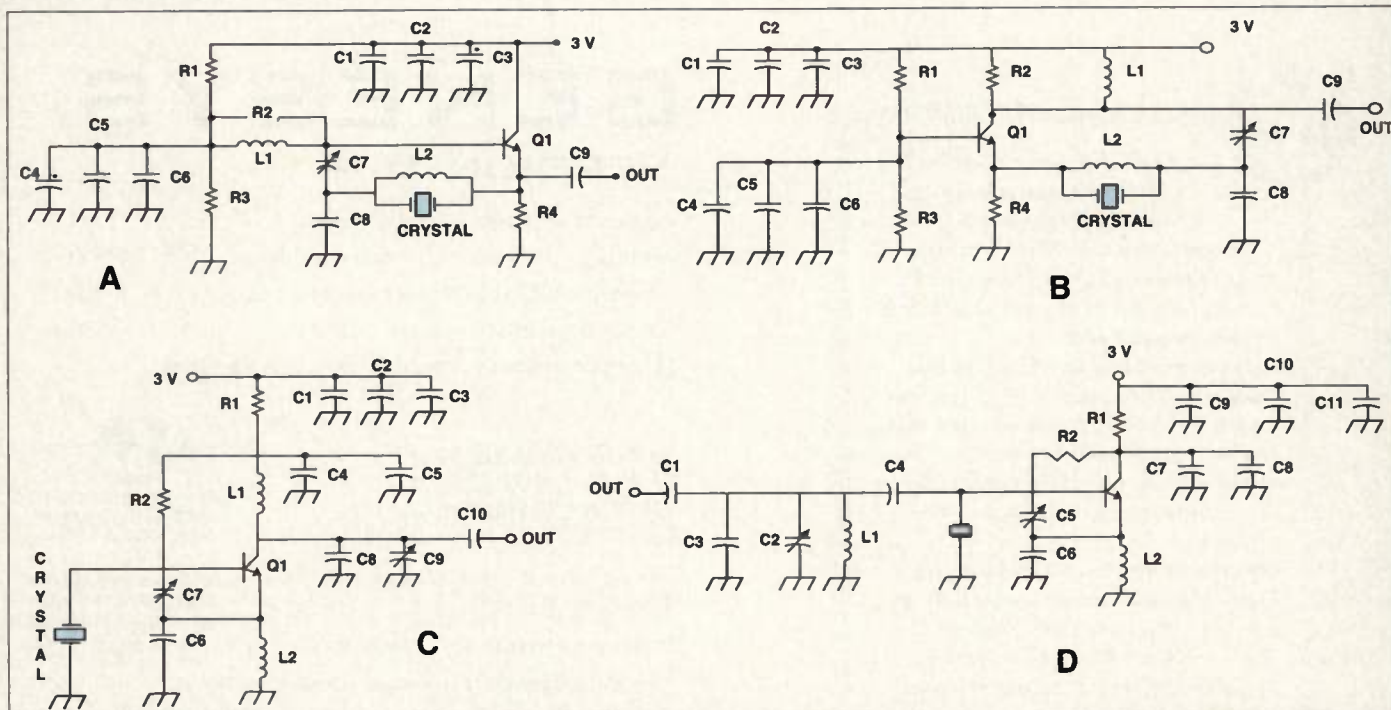 C2
C1
C3
3 V
R1
R2
C5
Q1
L1
C7
L2
C9
OUT
C4
C6
R3
C8
R4
CRYSTAL
A
3 V
C2
C1
C3
R1
R2
L1
C9
OUT
Q1
L2
C7
C5
C4
C6
R3
R4
C8
CRYSTAL
B
3 V
C2
R1
C1
C3
C4
C5
R2
L1
C10
OUT
Q1
C8
C9
CRYSTAL
C7
C6
L2
C
3 V
C10
R1
C9
C11
R2
C1
C4
C7
C8
OUT
C5
C3
C2
L1
C6
L2
D